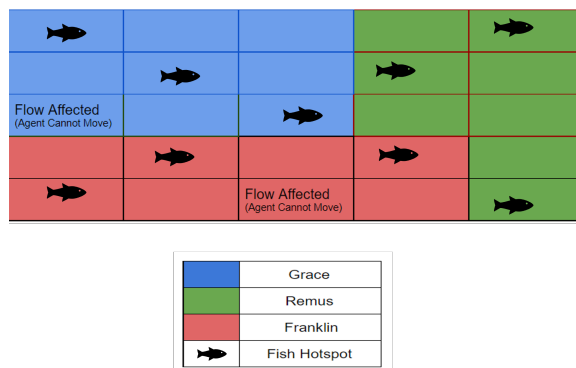 Flow Affected
(Agent Cannot Move)
Flow Affected
(Agent Cannot Move)
Grace
Remus
Franklin
Fish Hotspot